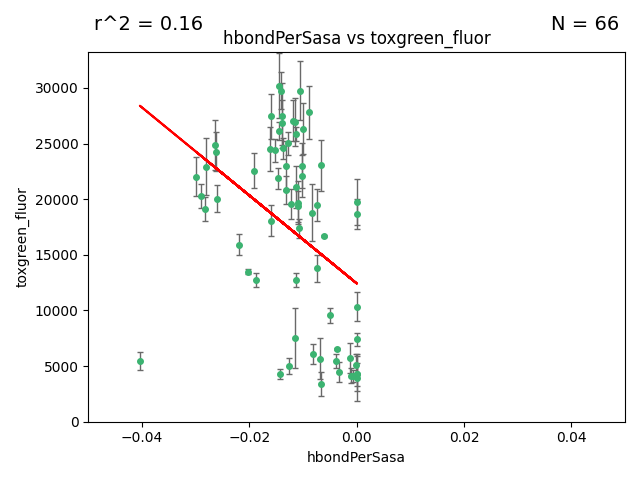 r^2 = 0.16
N = 66
hbondPerSasa vs toxgreen_fluor
toxgreen_fluor
30000
25000
20000
15000
10000
5000
0
−0.04
−0.02
0.00
0.02
0.04
hbondPerSasa